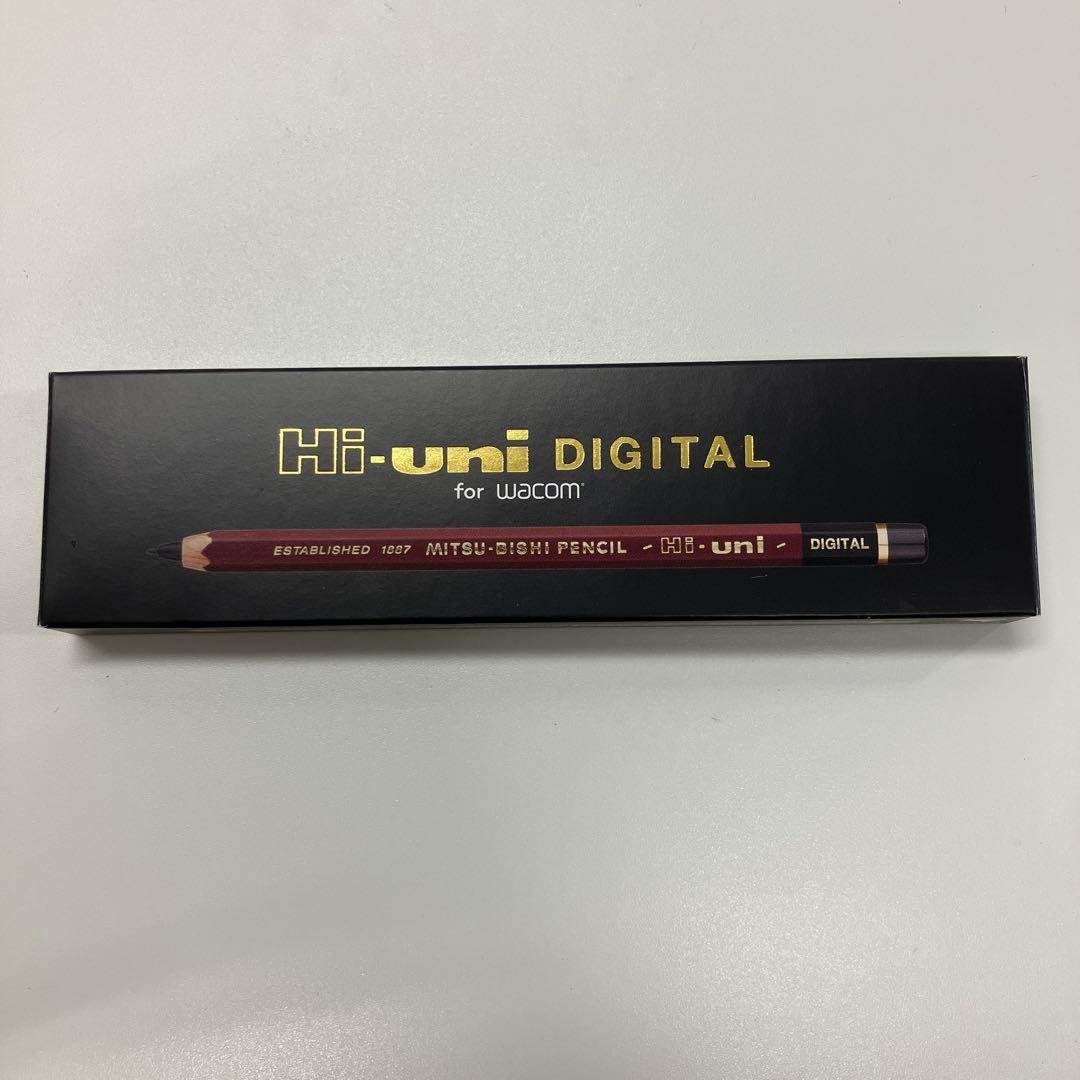 Hi-uni DIGITAL
for wacom
ESTABLISHED 1887 MITSU-BISHI PENCIL - Hi-uni - DIGITAL